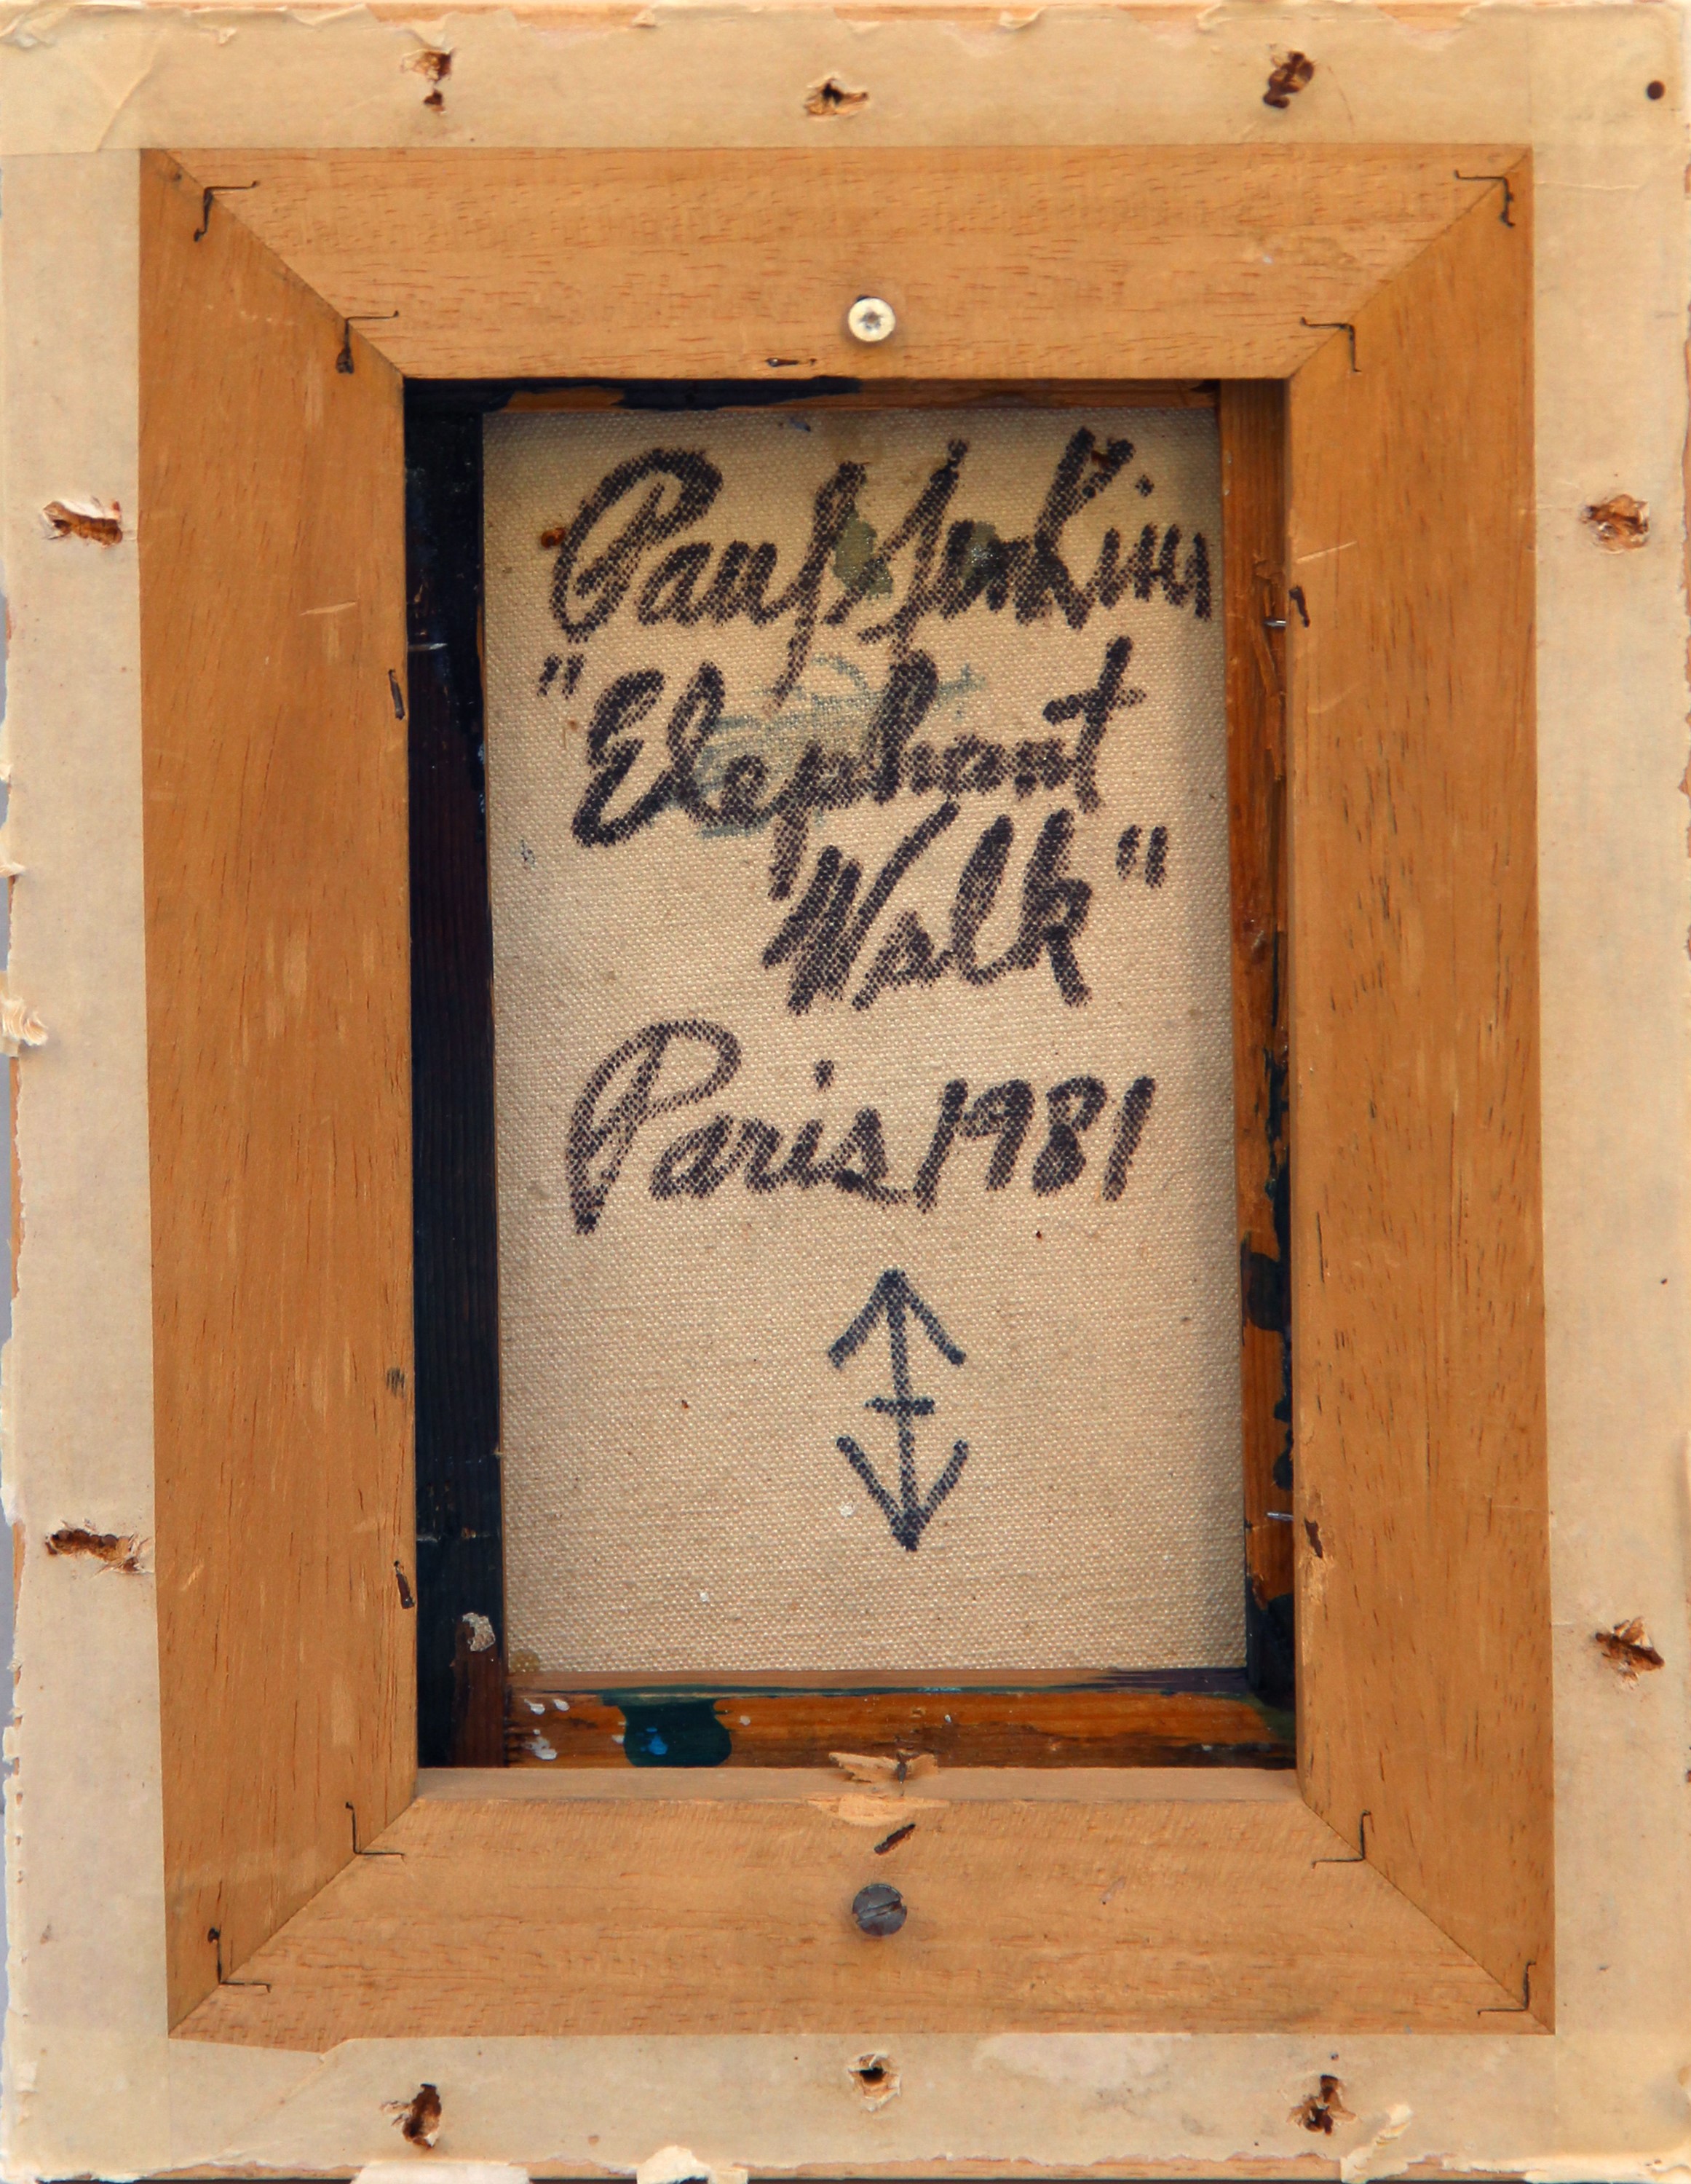 Paul Jenkins
"Elephant
Walk"
Paris 1981